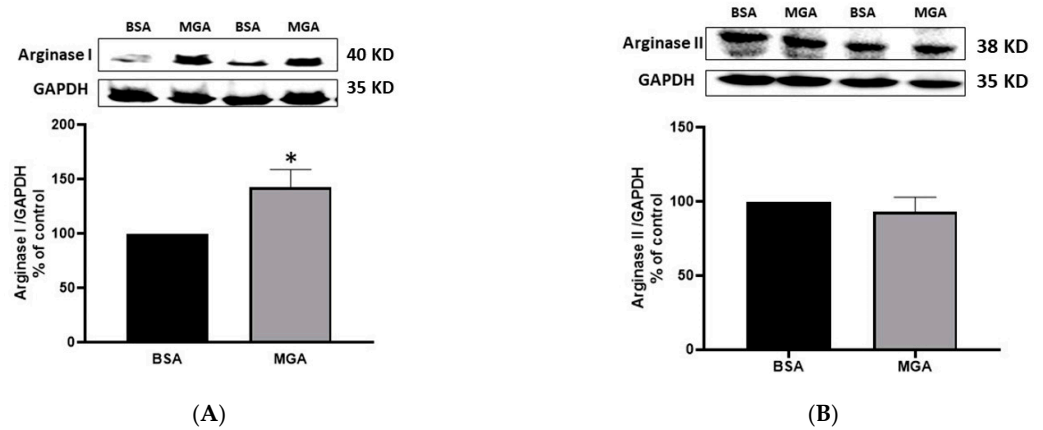 BSA MGA BSA MGA
Arginase I 40 KD
GAPDH 35 KD
Arginase I /GAPDH
% of control
200
150
100
50
0
*
BSA MGA
(A)
BSA MGA BSA MGA
Arginase II 38 KD
GAPDH 35 KD
Arginase II /GAPDH
% of control
150
100
50
0
BSA MGA
(B)